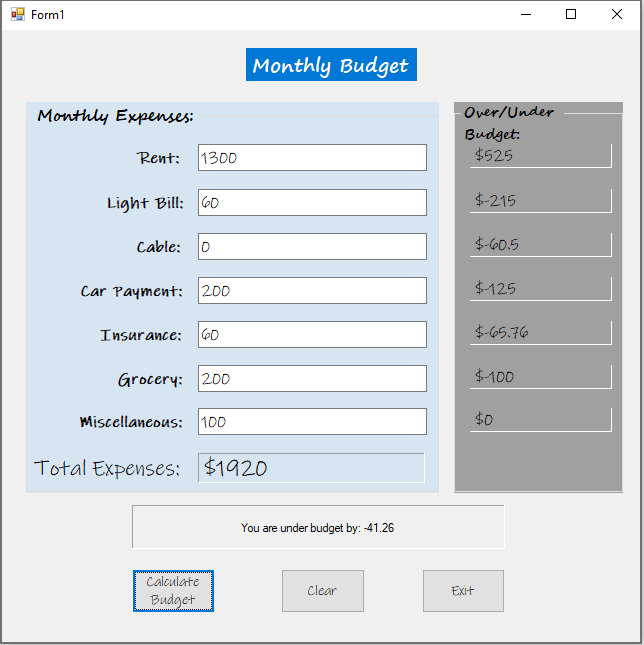 Form1
Monthly Budget
Monthly Expenses:
Over/Under
Budget:
Rent: 1300 $525
Light Bill: 60 $-215
Cable: 0 $-60.5
Car Payment: 200 $-125
Insurance: 60 $-65.76
Grocery: 200 $-100
Miscellaneous: 100 $0
Total Expenses: $1920
You are under budget by: -41.26
Calculate
Budget
Clear
Exit